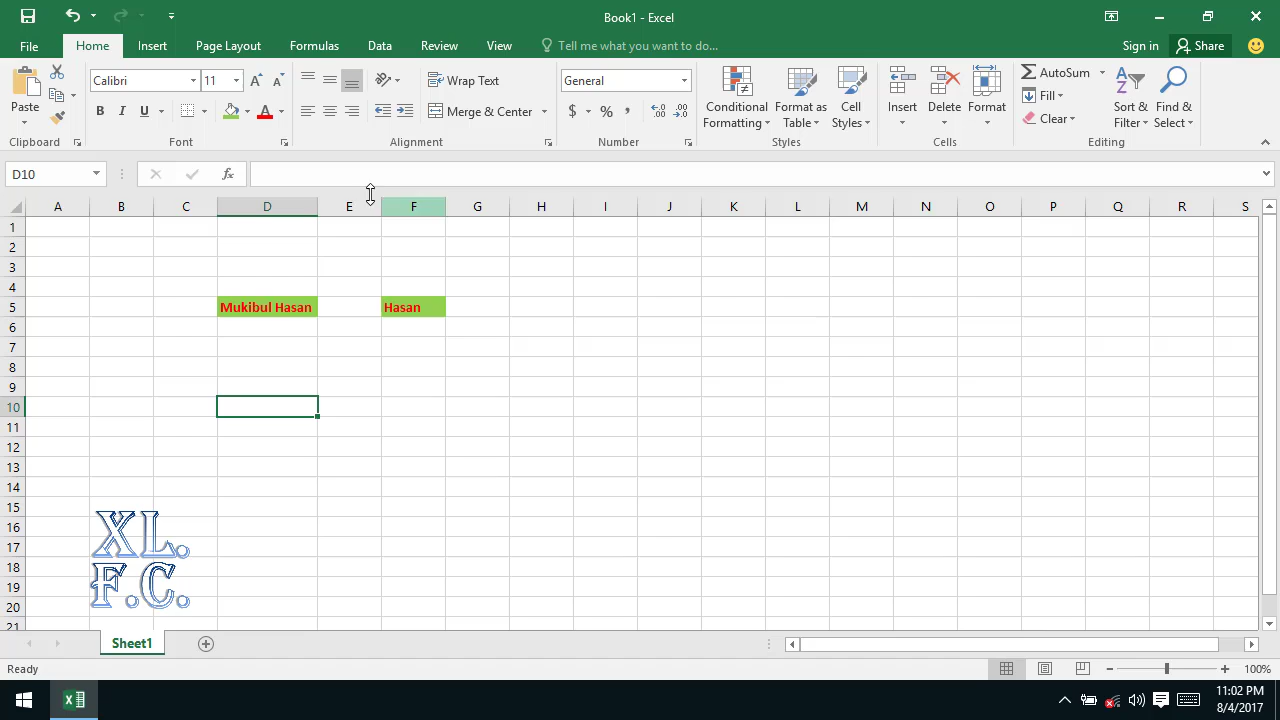 Book1 - Excel
File Home Insert Page Layout Formulas Data Review View Tell me what you want to do... Sign in Share
Paste
Clipboard
Calibri 11
B I U A
Font
Wrap Text
Merge & Center
Alignment
General
$ % ,
Number
Conditional Formatting
Format as Table
Cell Styles
Styles
Insert Delete Format
Cells
AutoSum
Fill
Clear
Sort & Filter
Find & Select
Editing
D10 fx
A B C D E F G H I J K L M N O P Q R S
1
2
3
4
5 Mukibul Hasan Hasan
6
7
8
9
10
11
12
13
14
15
16
17
18
19
20
21
XL.
F.C.
Sheet1
Ready 100%
11:02 PM
8/4/2017